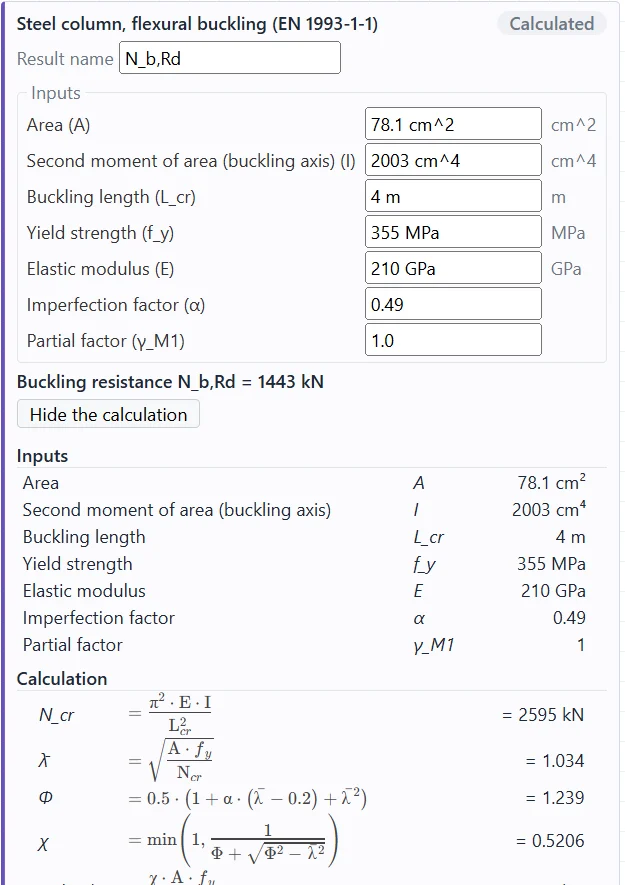 Steel column, flexural buckling (EN 1993-1-1) Calculated
Result name N_b,Rd
Inputs
Area (A) 78.1 cm^2 cm^2
Second moment of area (buckling axis) (I) 2003 cm^4 cm^4
Buckling length (L_cr) 4 m m
Yield strength (f_y) 355 MPa MPa
Elastic modulus (E) 210 GPa GPa
Imperfection factor (α) 0.49
Partial factor (γ_M1) 1.0
Buckling resistance N_b,Rd = 1443 kN
Hide the calculation
Inputs
Area A 78.1 cm²
Second moment of area (buckling axis) I 2003 cm⁴
Buckling length L_cr 4 m
Yield strength f_y 355 MPa
Elastic modulus E 210 GPa
Imperfection factor α 0.49
Partial factor γ_M1 1
Calculation
N_cr = π² · E · I / L_cr² = 2595 kN
λ̄ = √(A · f_y / N_cr) = 1.034
Φ = 0.5 · (1 + α · (λ̄ − 0.2) + λ̄²) = 1.239
χ = min(1, 1 / (Φ + √(Φ² − λ̄²))) = 0.5206
χ · A · f_y